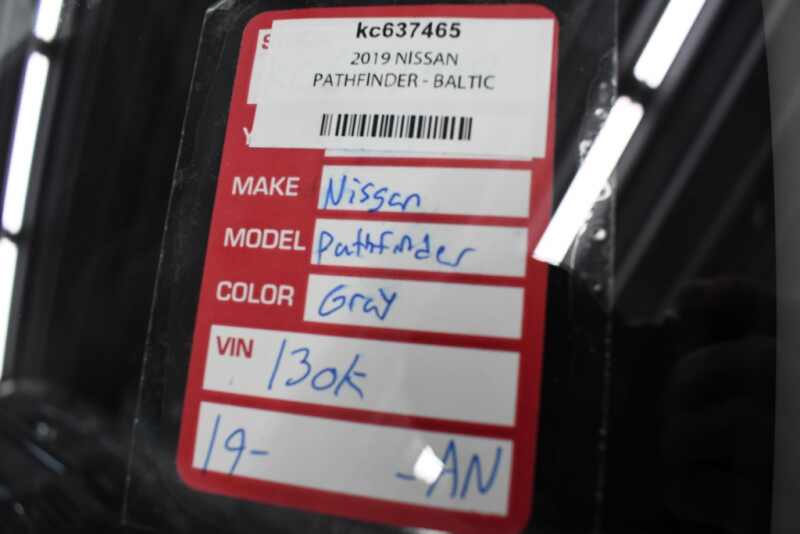 kc637465
2019 NISSAN
PATHFINDER - BALTIC
MAKE Nissan
MODEL Pathfinder
COLOR Gray
VIN 130k
19- -AN